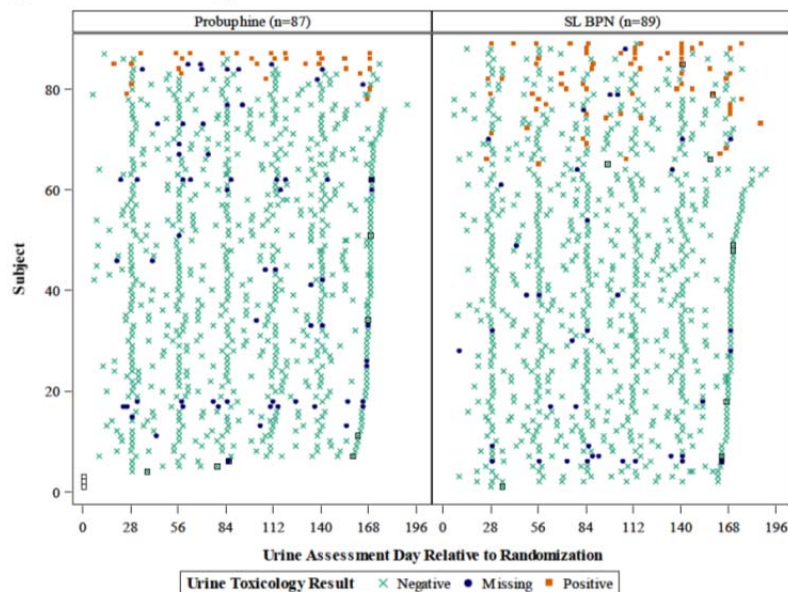 Probuphine (n=87) SL BPN (n=89)
80
60
40
20
0
Subject
0 28 56 84 112 140 168 196 0 28 56 84 112 140 168 196
Urine Assessment Day Relative to Randomization
Urine Toxicology Result Negative Missing Positive